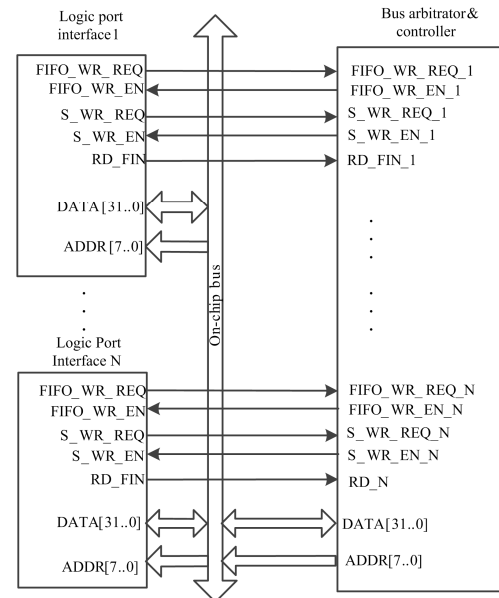 Logic port
interface 1
Bus arbitrator&
controller
FIFO_WR_REQ
FIFO_WR_REQ_1
FIFO_WR_EN
FIFO_WR_EN_1
S_WR_REQ
S_WR_REQ_1
S_WR_EN
S_WR_EN_1
RD_FIN
RD_FIN_1
DATA[31..0]
ADDR[7..0]
On-chip bus
Logic Port
Interface N
FIFO_WR_REQ
FIFO_WR_REQ_N
FIFO_WR_EN
FIFO_WR_EN_N
S_WR_REQ
S_WR_REQ_N
S_WR_EN
S_WR_EN_N
RD_FIN
RD_N
DATA[31..0]
DATA[31..0]
ADDR[7..0]
ADDR[7..0]